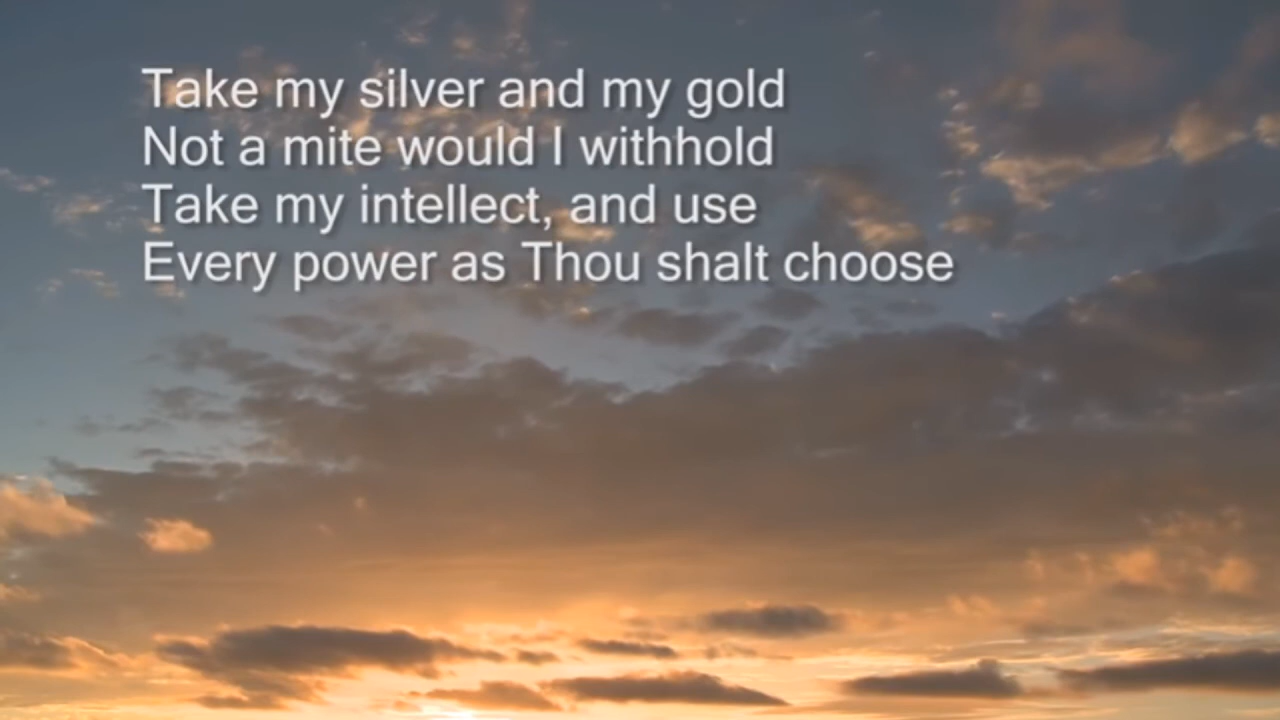 Take my silver and my gold
Not a mite would I withhold
Take my intellect, and use
Every power as Thou shalt choose